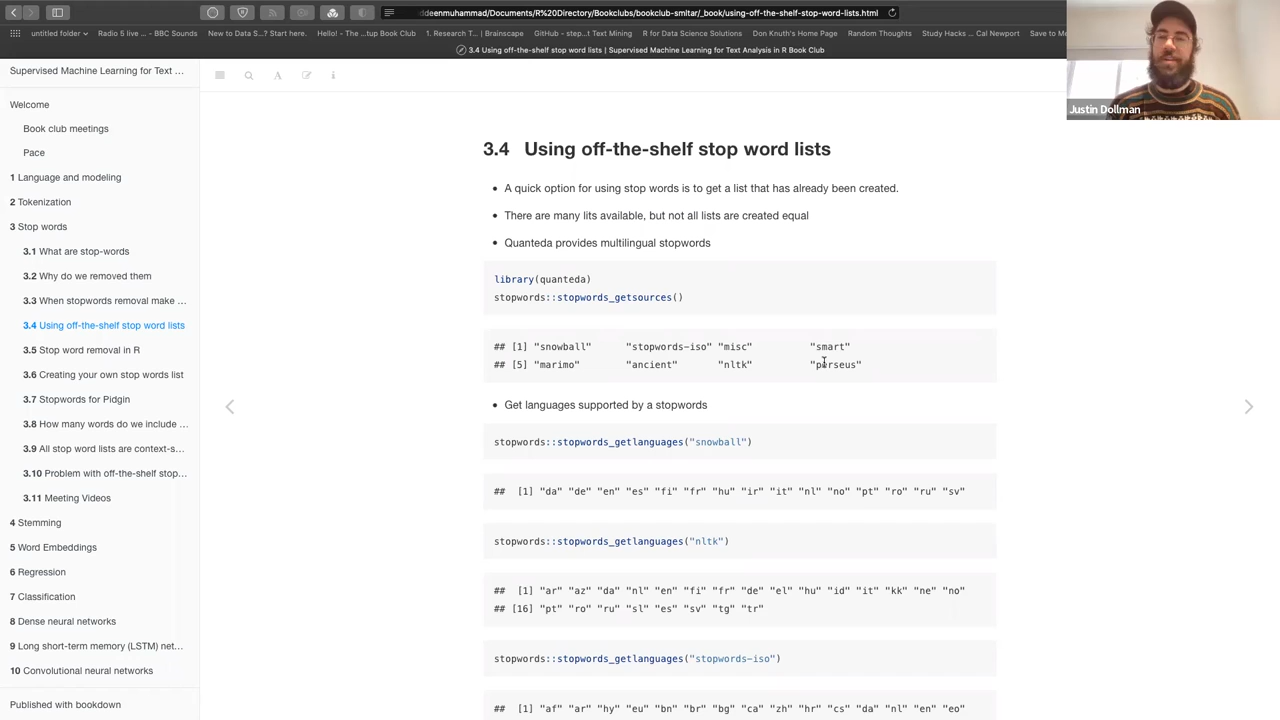 ddeenmuhammad/Documents/R%20Directory/Bookclubs/bookclub-smltar/_book/using-off-the-shelf-stop-word-lists.html
untitled folder
Radio 5 live - BBC Sounds
New to Data S...? Start here.
Hello! - The ...tup Book Club
1. Research T... | Brainscape
GitHub - step...t Text Mining
R for Data Science Solutions
Don Knuth's Home Page
Random Thoughts
Study Hacks ... Cal Newport
Save to Me
3.4 Using off-the-shelf stop word lists | Supervised Machine Learning for Text Analysis in R Book Club
Justin Dollman
Supervised Machine Learning for Text ...
Welcome
Book club meetings
Pace
1 Language and modeling
2 Tokenization
3 Stop words
3.1 What are stop-words
3.2 Why do we removed them
3.3 When stopwords removal make ...
3.4 Using off-the-shelf stop word lists
3.5 Stop word removal in R
3.6 Creating your own stop words list
3.7 Stopwords for Pidgin
3.8 How many words do we include ...
3.9 All stop word lists are context-s...
3.10 Problem with off-the-shelf stop...
3.11 Meeting Videos
4 Stemming
5 Word Embeddings
6 Regression
7 Classification
8 Dense neural networks
9 Long short-term memory (LSTM) net...
10 Convolutional neural networks
Published with bookdown
A
i
3.4 Using off-the-shelf stop word lists
• A quick option for using stop words is to get a list that has already been created.
• There are many lits available, but not all lists are created equal
• Quanteda provides multilingual stopwords
library(quanteda)
stopwords::stopwords_getsources()
## [1] "snowball" "stopwords-iso" "misc" "smart"
## [5] "marimo" "ancient" "nltk" "perseus"
• Get languages supported by a stopwords
stopwords::stopwords_getlanguages("snowball")
## [1] "da" "de" "en" "es" "fi" "fr" "hu" "ir" "it" "nl" "no" "pt" "ro" "ru" "sv"
stopwords::stopwords_getlanguages("nltk")
## [1] "ar" "az" "da" "nl" "en" "fi" "fr" "de" "el" "hu" "id" "it" "kk" "ne" "no"
## [16] "pt" "ro" "ru" "sl" "es" "sv" "tg" "tr"
stopwords::stopwords_getlanguages("stopwords-iso")
## [1] "af" "ar" "hy" "eu" "bn" "br" "bg" "ca" "zh" "hr" "cs" "da" "nl" "en" "eo"